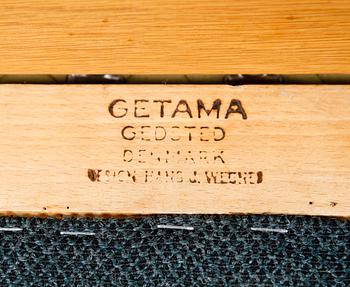 GETAMA
GEDSTED
DENMARK
DESIGN HANS J. WEGNER